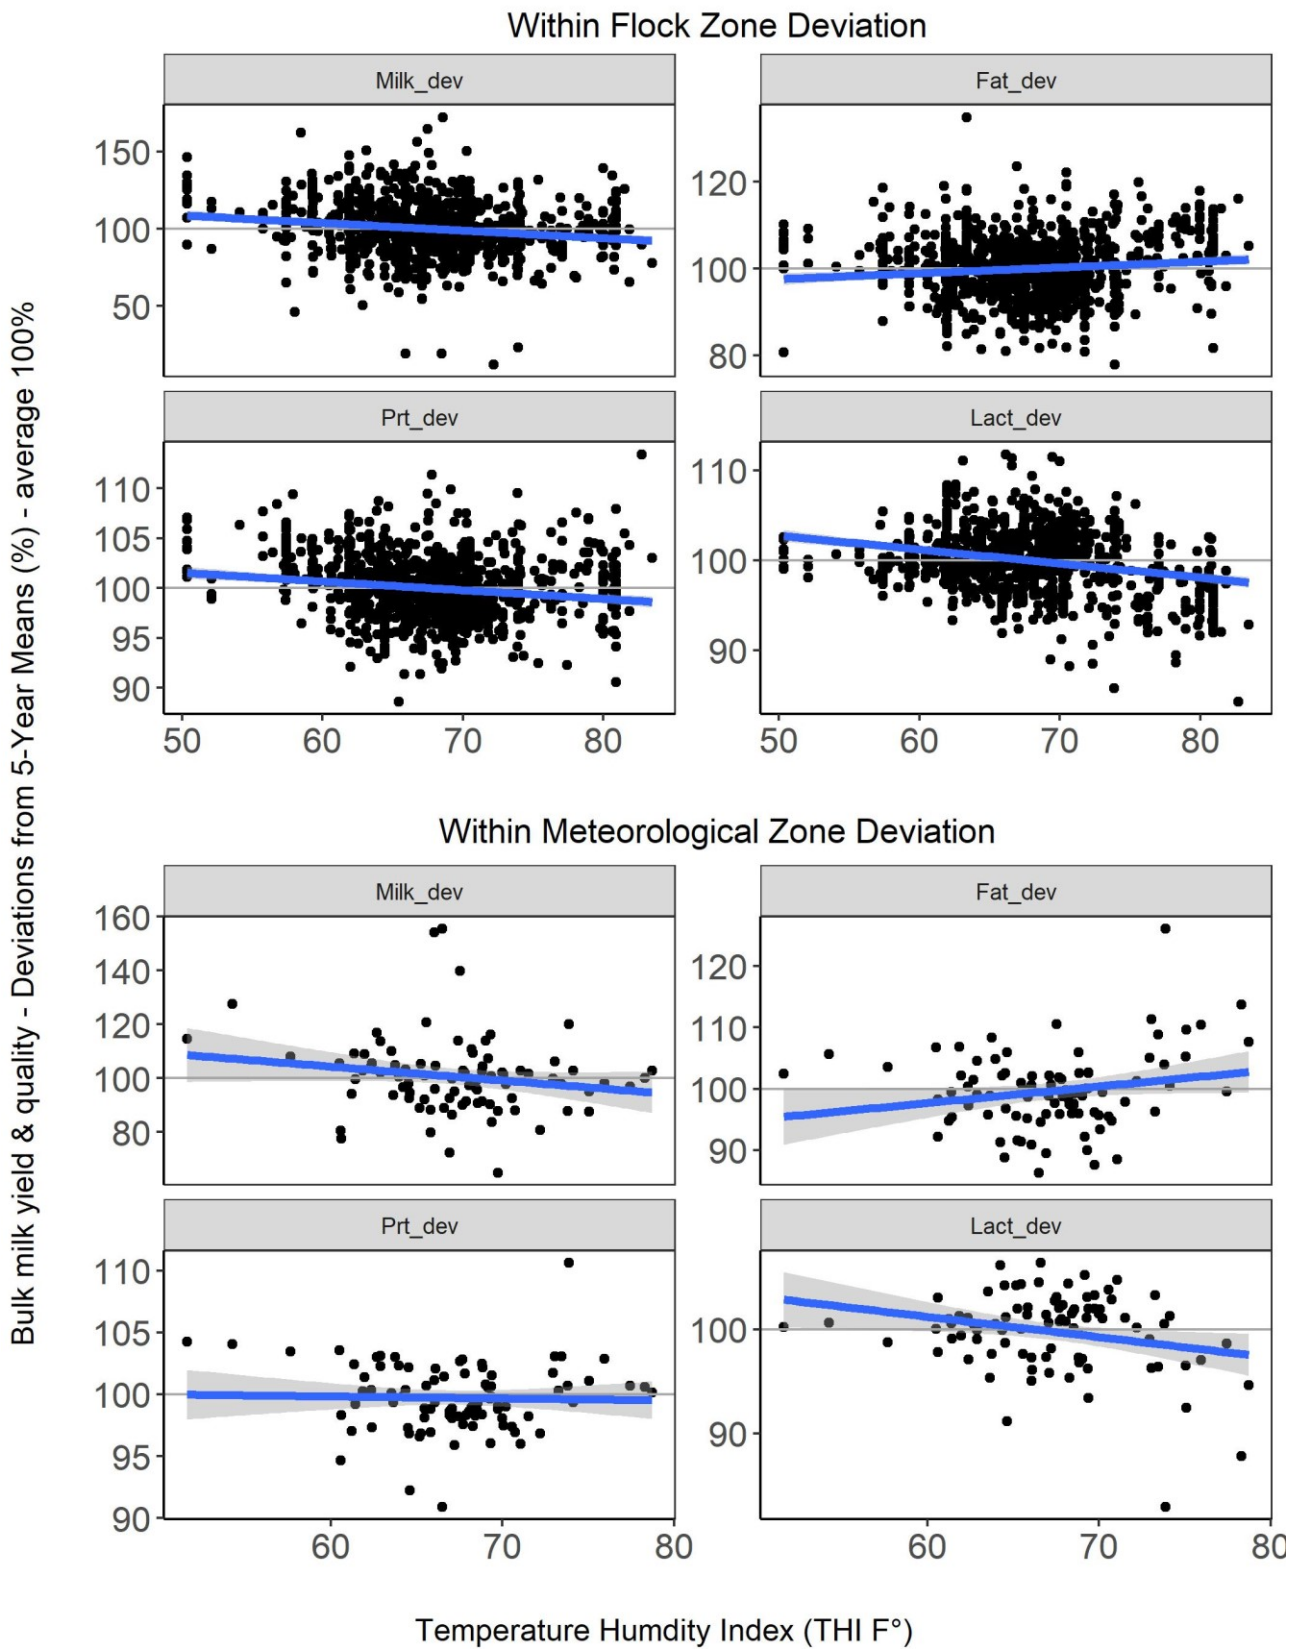 Within Flock Zone Deviation
Milk_dev
Fat_dev
150
100
50
120
100
80
Prt_dev
Lact_dev
110
105
100
95
90
110
100
90
50 60 70 80
50 60 70 80
Within Meteorological Zone Deviation
Milk_dev
Fat_dev
160
140
120
100
80
120
110
100
90
Prt_dev
Lact_dev
110
105
100
95
90
100
90
60 70 80
60 70 80
Temperature Humdity Index (THI F°)
Bulk milk yield & quality - Deviations from 5-Year Means (%) - average 100%